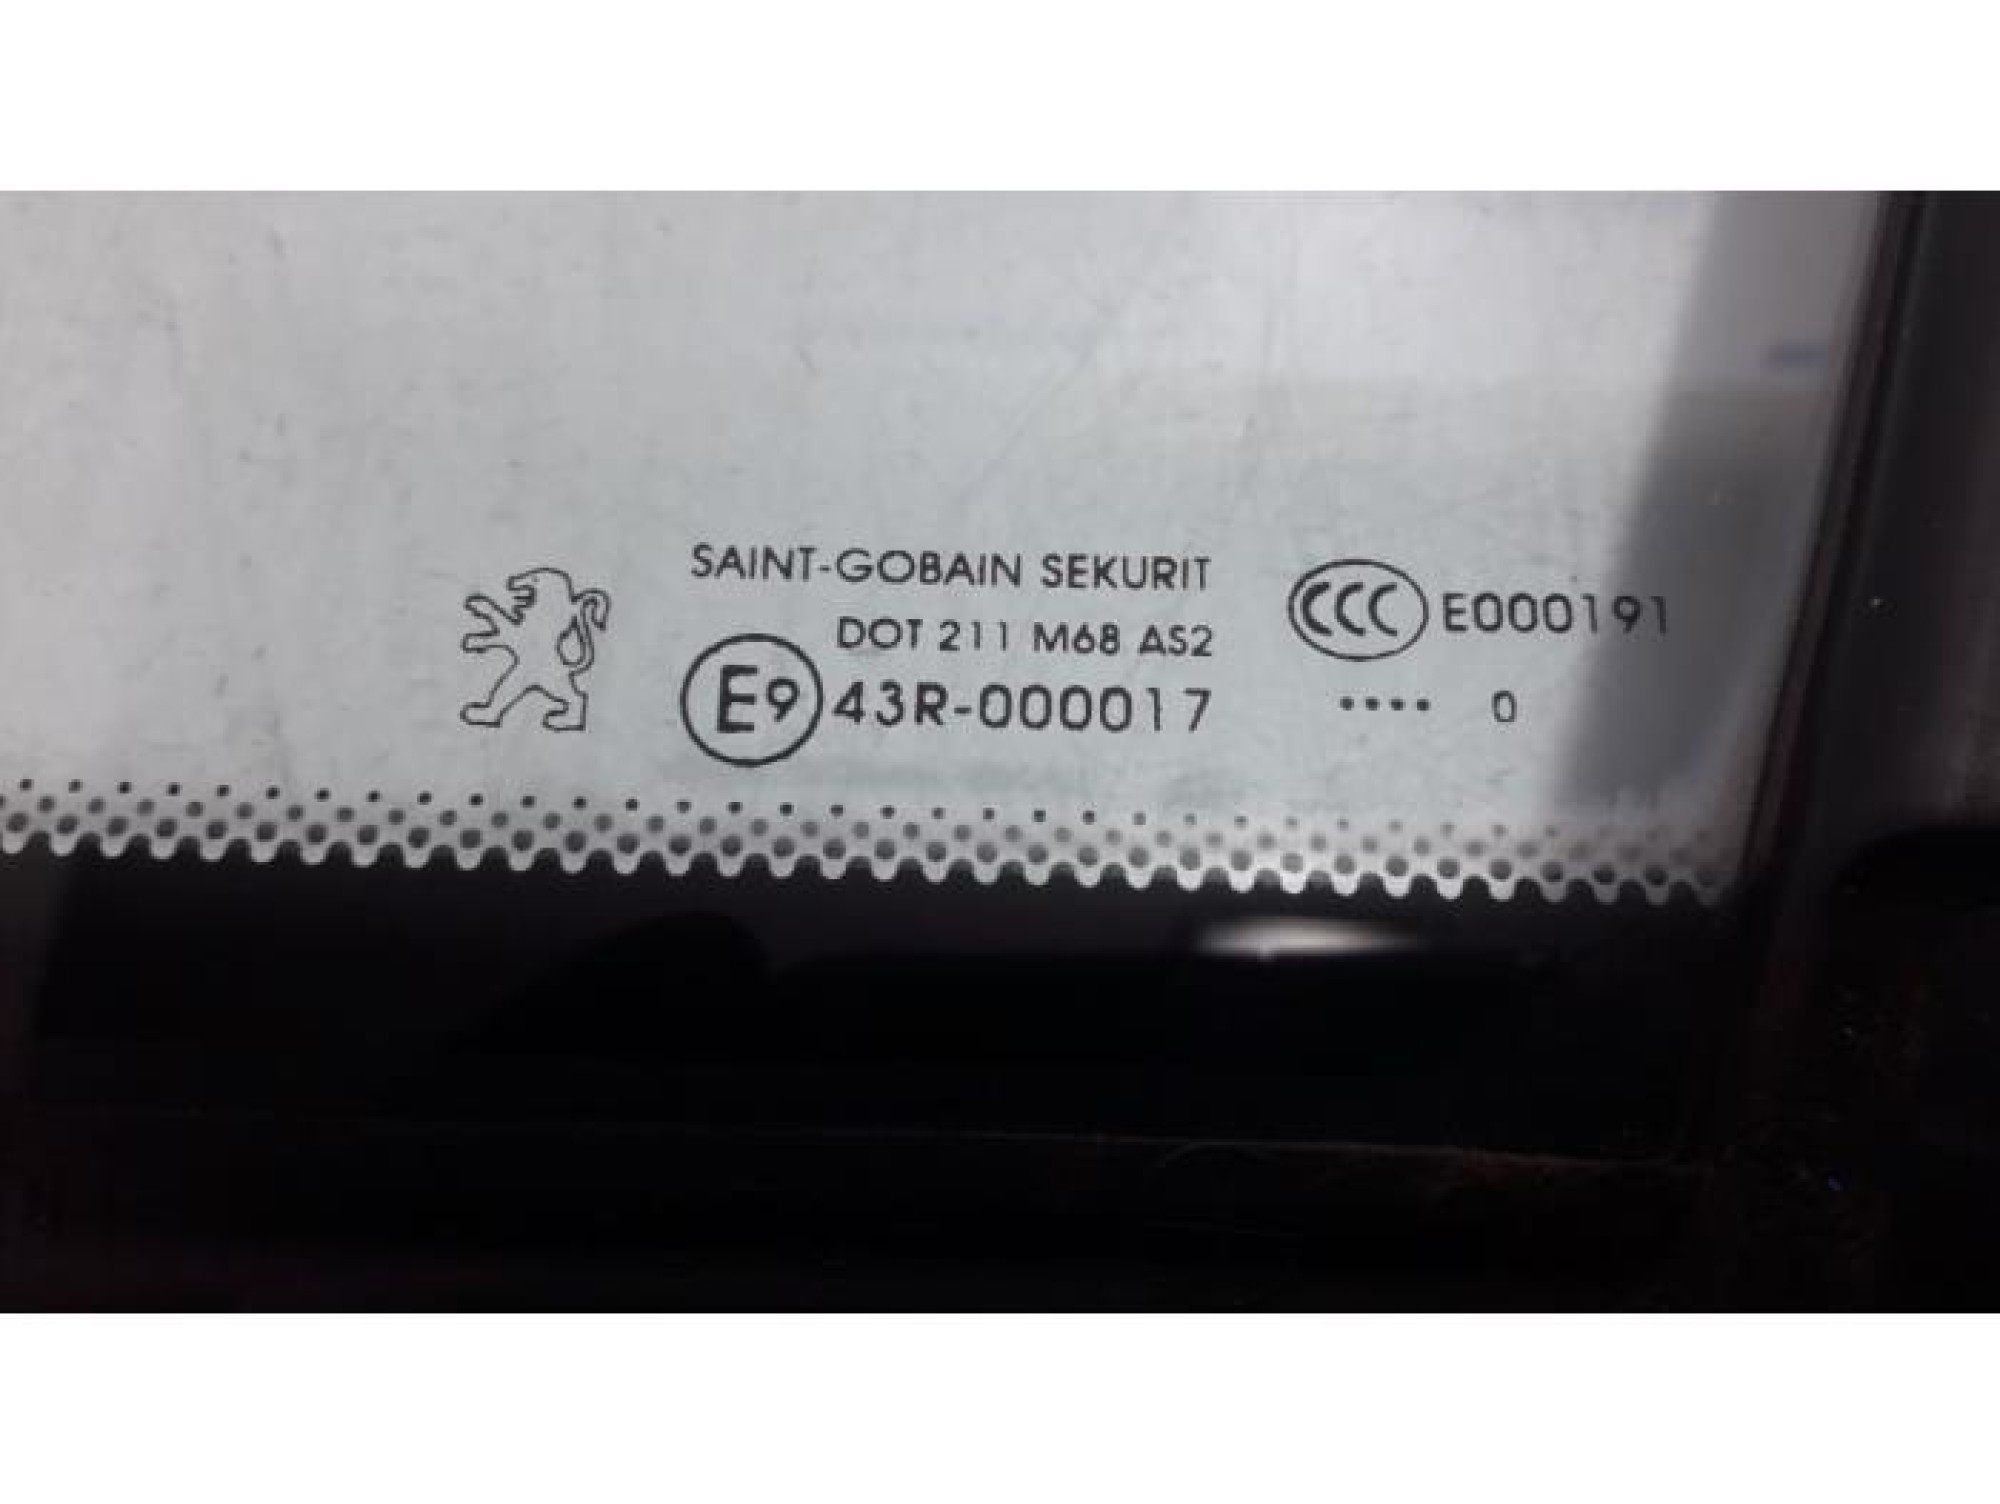 SAINT-GOBAIN SEKURIT
DOT 211 M68 AS2
E9 43R-000017
CCC E000191
.... 0